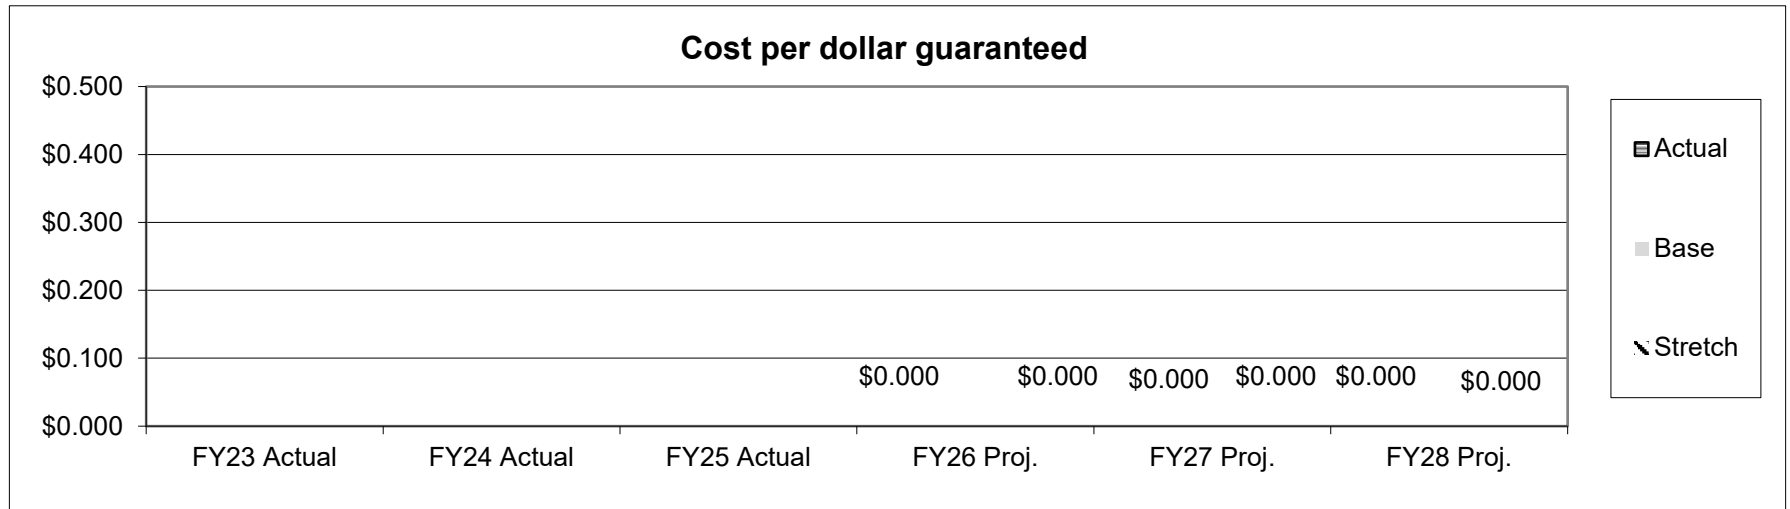 Cost per dollar guaranteed
$0.500
$0.400
$0.300
$0.200
$0.100
$0.000
$0.000 $0.000 $0.000 $0.000 $0.000 $0.000
FY23 Actual FY24 Actual FY25 Actual FY26 Proj. FY27 Proj. FY28 Proj.
Actual
Base
Stretch